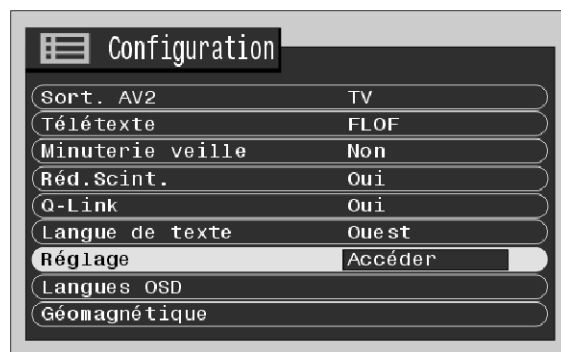 Configuration
Sort. AV2 TV
Télétexte FLOF
Minuterie veille Non
Réd.Scint. Oui
Q-Link Oui
Langue de texte Ouest
Réglage Accéder
Langues OSD
Géomagnétique